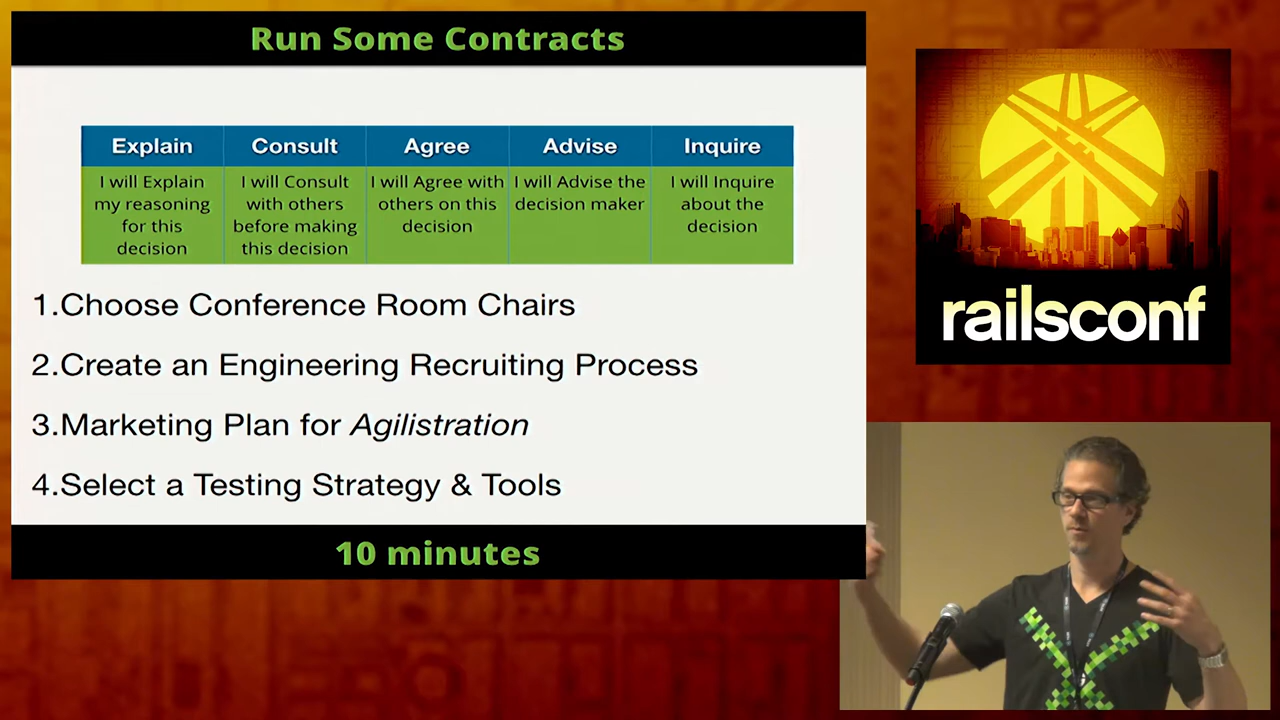 Run Some Contracts
Explain
Consult
Agree
Advise
Inquire
I will Explain
my reasoning
for this
decision
I will Consult
with others
before making
this decision
I will Agree with
others on this
decision
I will Advise the
decision maker
I will Inquire
about the
decision
1.Choose Conference Room Chairs
2.Create an Engineering Recruiting Process
3.Marketing Plan for Agilistration
4.Select a Testing Strategy & Tools
10 minutes
railsconf